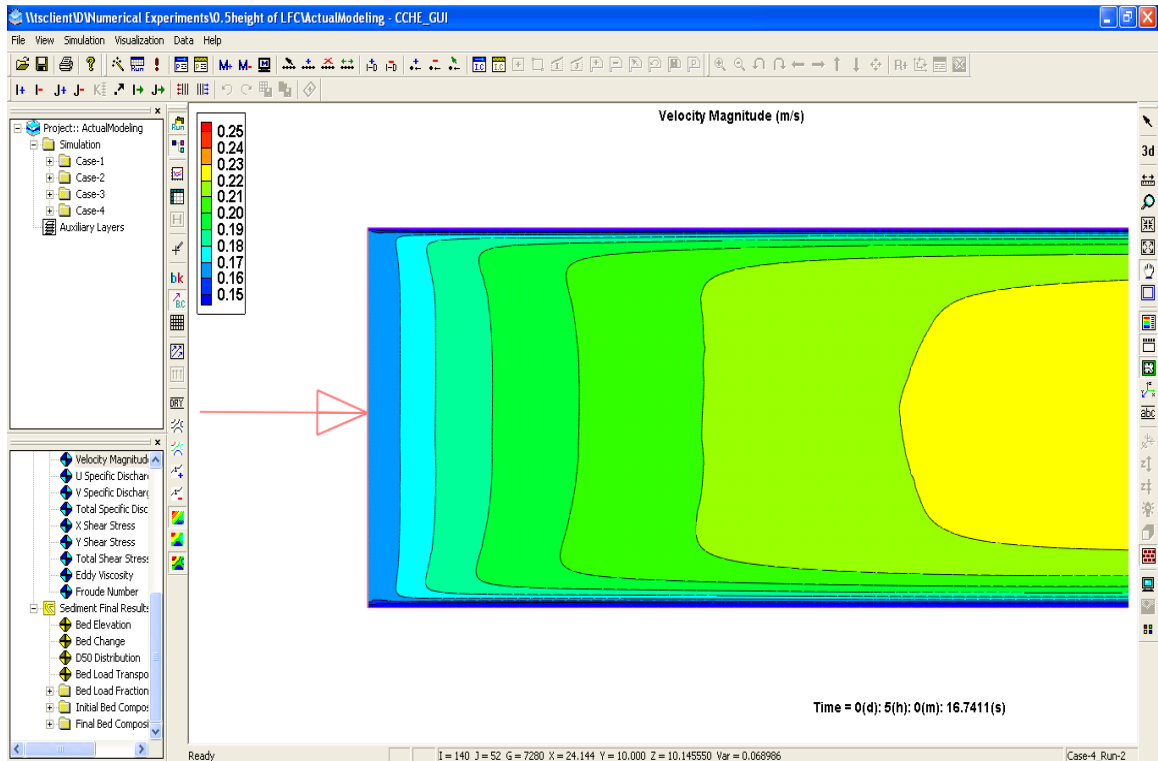 \\tsclient\D\Numerical Experiments\0.5height of LFC\ActualModeling - CCHE_GUI
File View Simulation Visualization Data Help
M+ M- M
I+ I- J+ J- I+ J+
R+
Project:: ActualModeling
Simulation
Case-1
Case-2
Case-3
Case-4
Auxiliary Layers
Run
H
bk
B.C
DRY
Velocity Magnitud
U Specific Dischar
V Specific Discharg
Total Specific Disc
X Shear Stress
Y Shear Stress
Total Shear Stress
Eddy Viscosity
Froude Number
Sediment Final Results
Bed Elevation
Bed Change
D50 Distribution
Bed Load Transpo
Bed Load Fraction
Initial Bed Compos
Final Bed Composi
Velocity Magnitude (m/s)
0.25
0.24
0.23
0.22
0.21
0.20
0.19
0.18
0.17
0.16
0.15
Time = 0(d): 5(h): 0(m): 16.7411(s)
3d
abc
Ready
I = 140 J = 52 G = 7280 X = 24.144 Y = 10.000 Z = 10.145550 Var = 0.068986
Case-4 Run-2